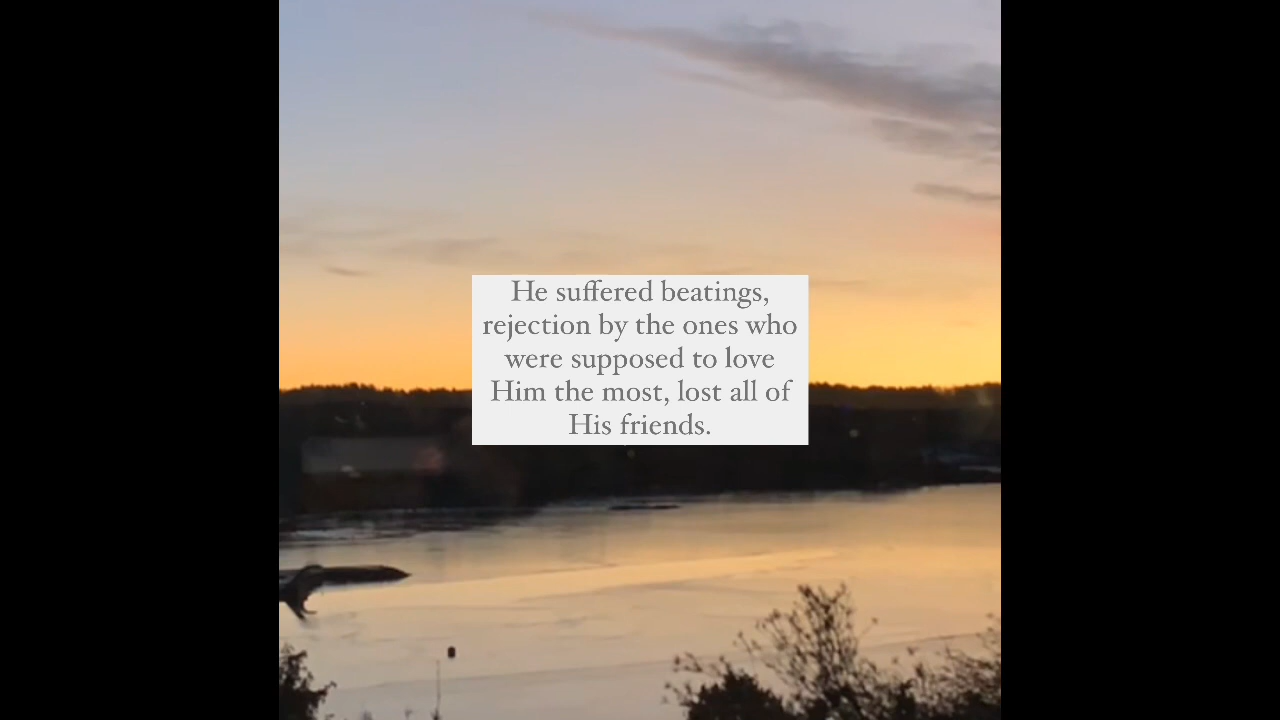 He suffered beatings,
rejection by the ones who
were supposed to love
Him the most, lost all of
His friends.